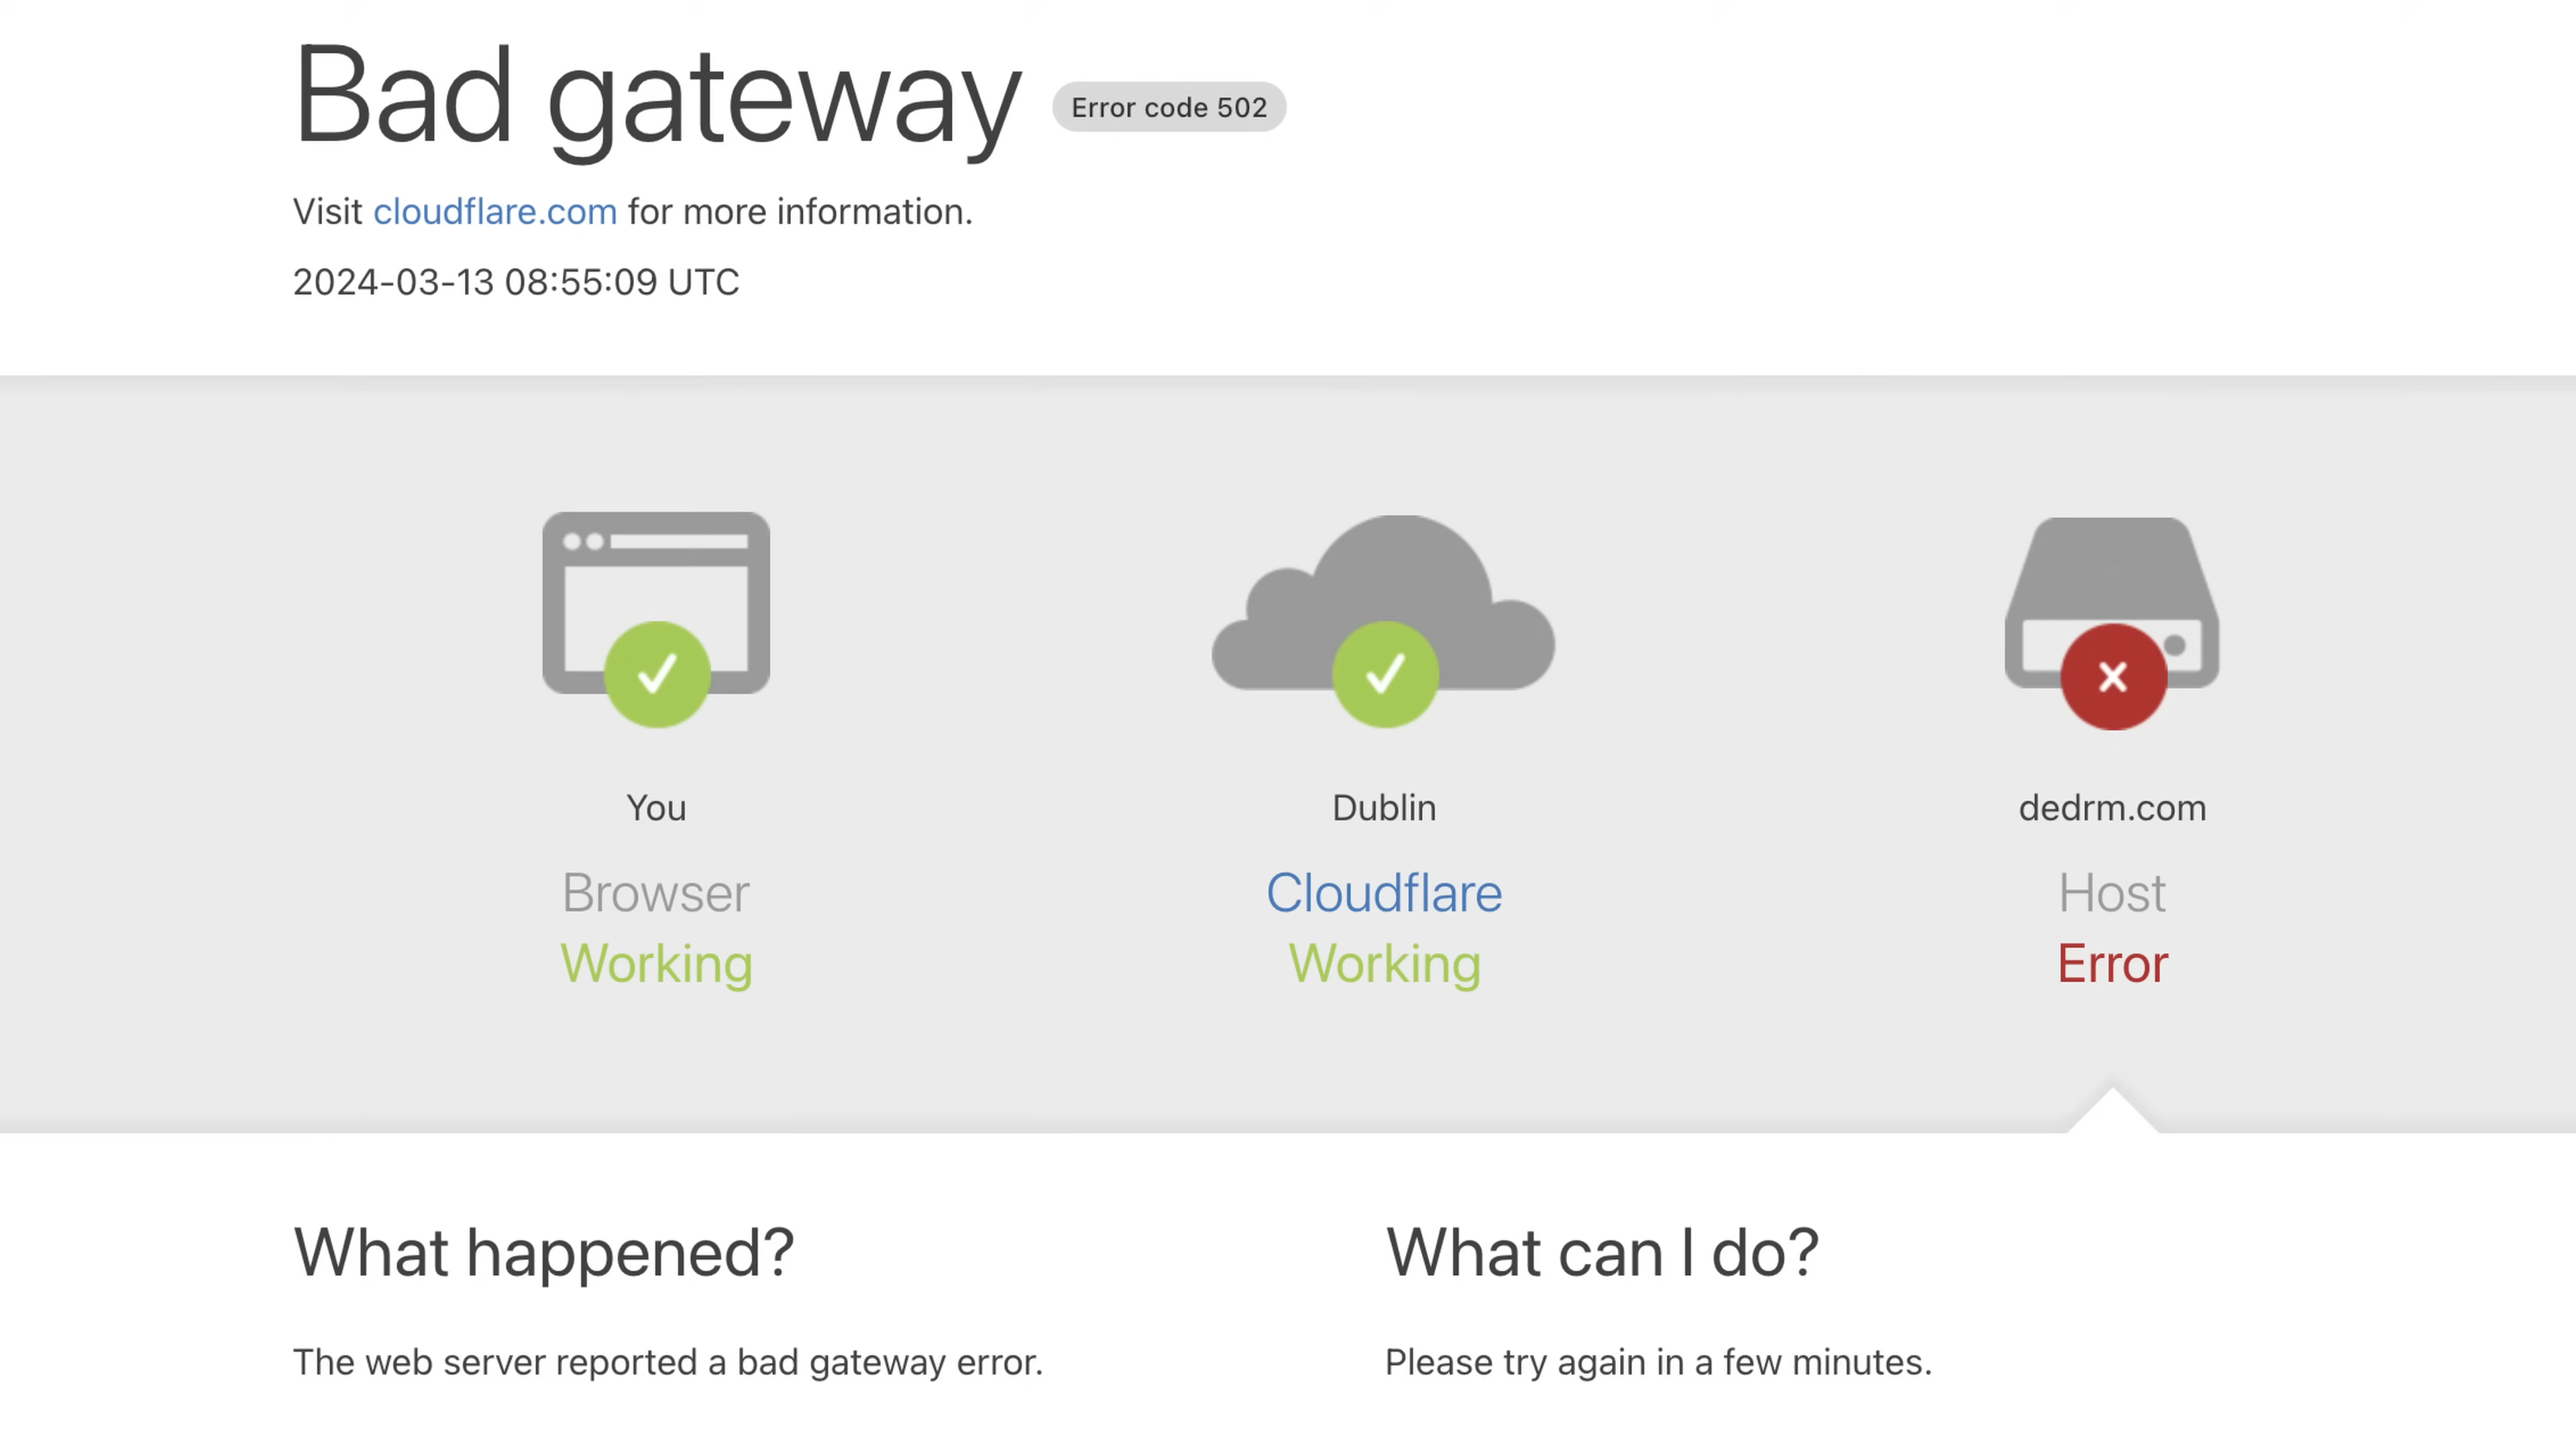 Bad gateway Error code 502
Visit cloudflare.com for more information.
2024-03-13 08:55:09 UTC
You
Browser
Working
Dublin
Cloudflare
Working
dedrm.com
Host
Error
What happened?
The web server reported a bad gateway error.
What can I do?
Please try again in a few minutes.